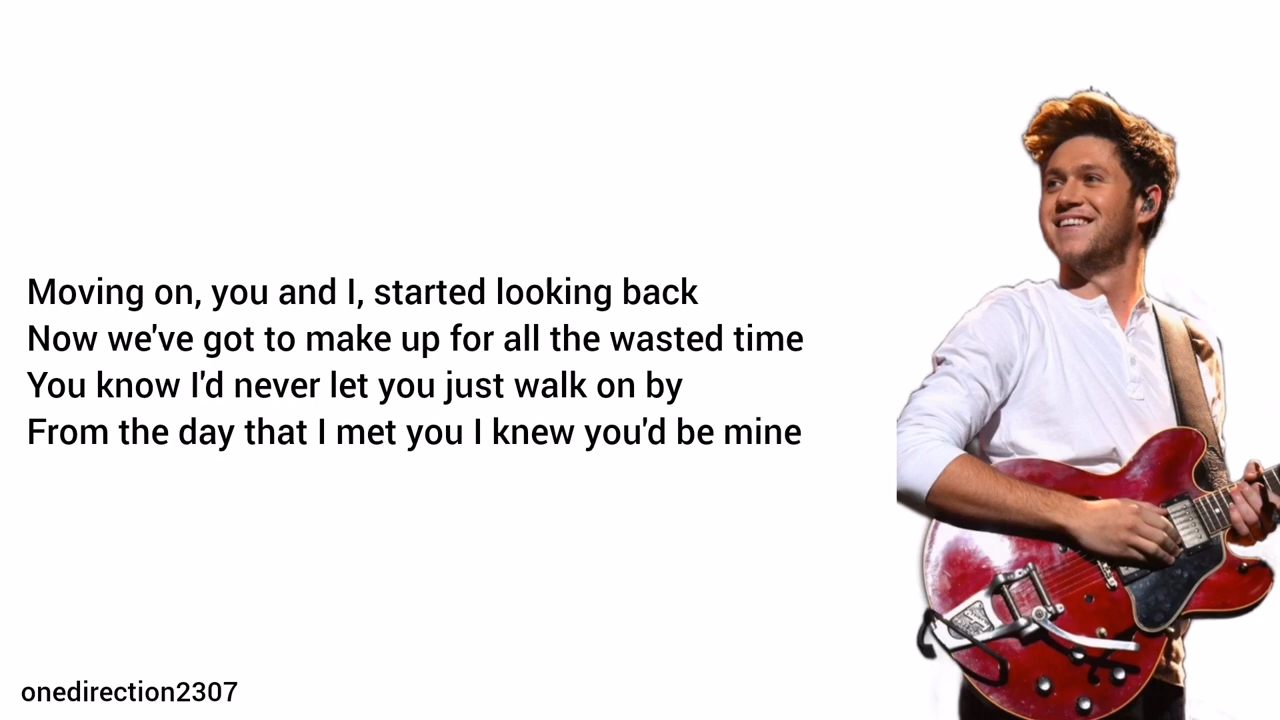 Moving on, you and I, started looking back
Now we've got to make up for all the wasted time
You know I'd never let you just walk on by
From the day that I met you I knew you'd be mine
onedirection2307